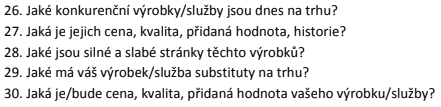 26. Jaké konkurenční výrobky/služby jsou dnes na trhu?
27. Jaká je jejich cena, kvalita, přidaná hodnota, historie?
28. Jaké jsou silné a slabé stránky těchto výrobků?
29. Jaké má váš výrobek/služba substituty na trhu?
30. Jaká je/bude cena, kvalita, přidaná hodnota vašeho výrobku/služby?